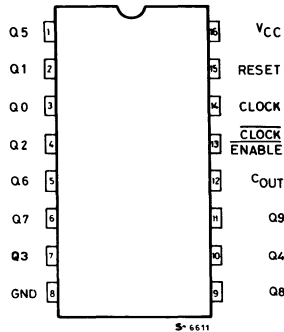 Q5 1 16 VCC
Q1 2 15 RESET
Q0 3 14 CLOCK
Q2 4 13 CLOCK ENABLE
Q6 5 12 COUT
Q7 6 11 Q9
Q3 7 10 Q4
GND 8 9 Q8
S-6611